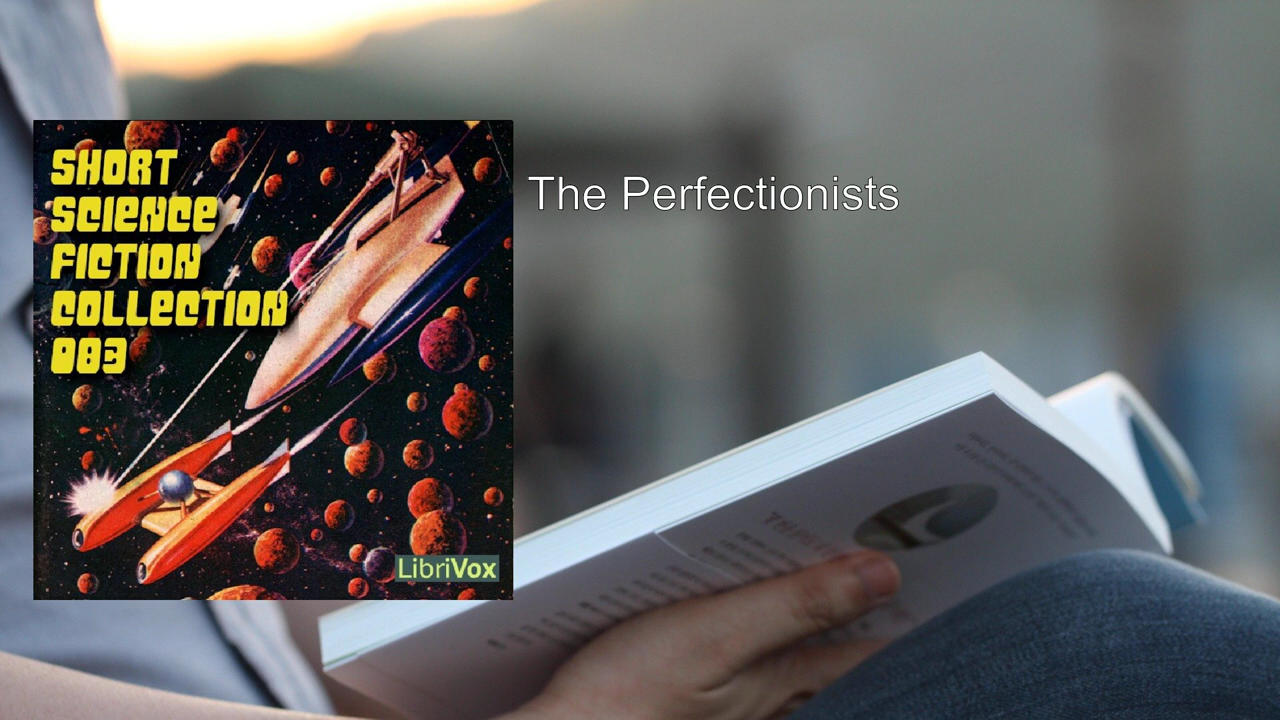 SHORT
SCIENCE
FICTION
COLLECTION
083
LibriVox
The Perfectionists